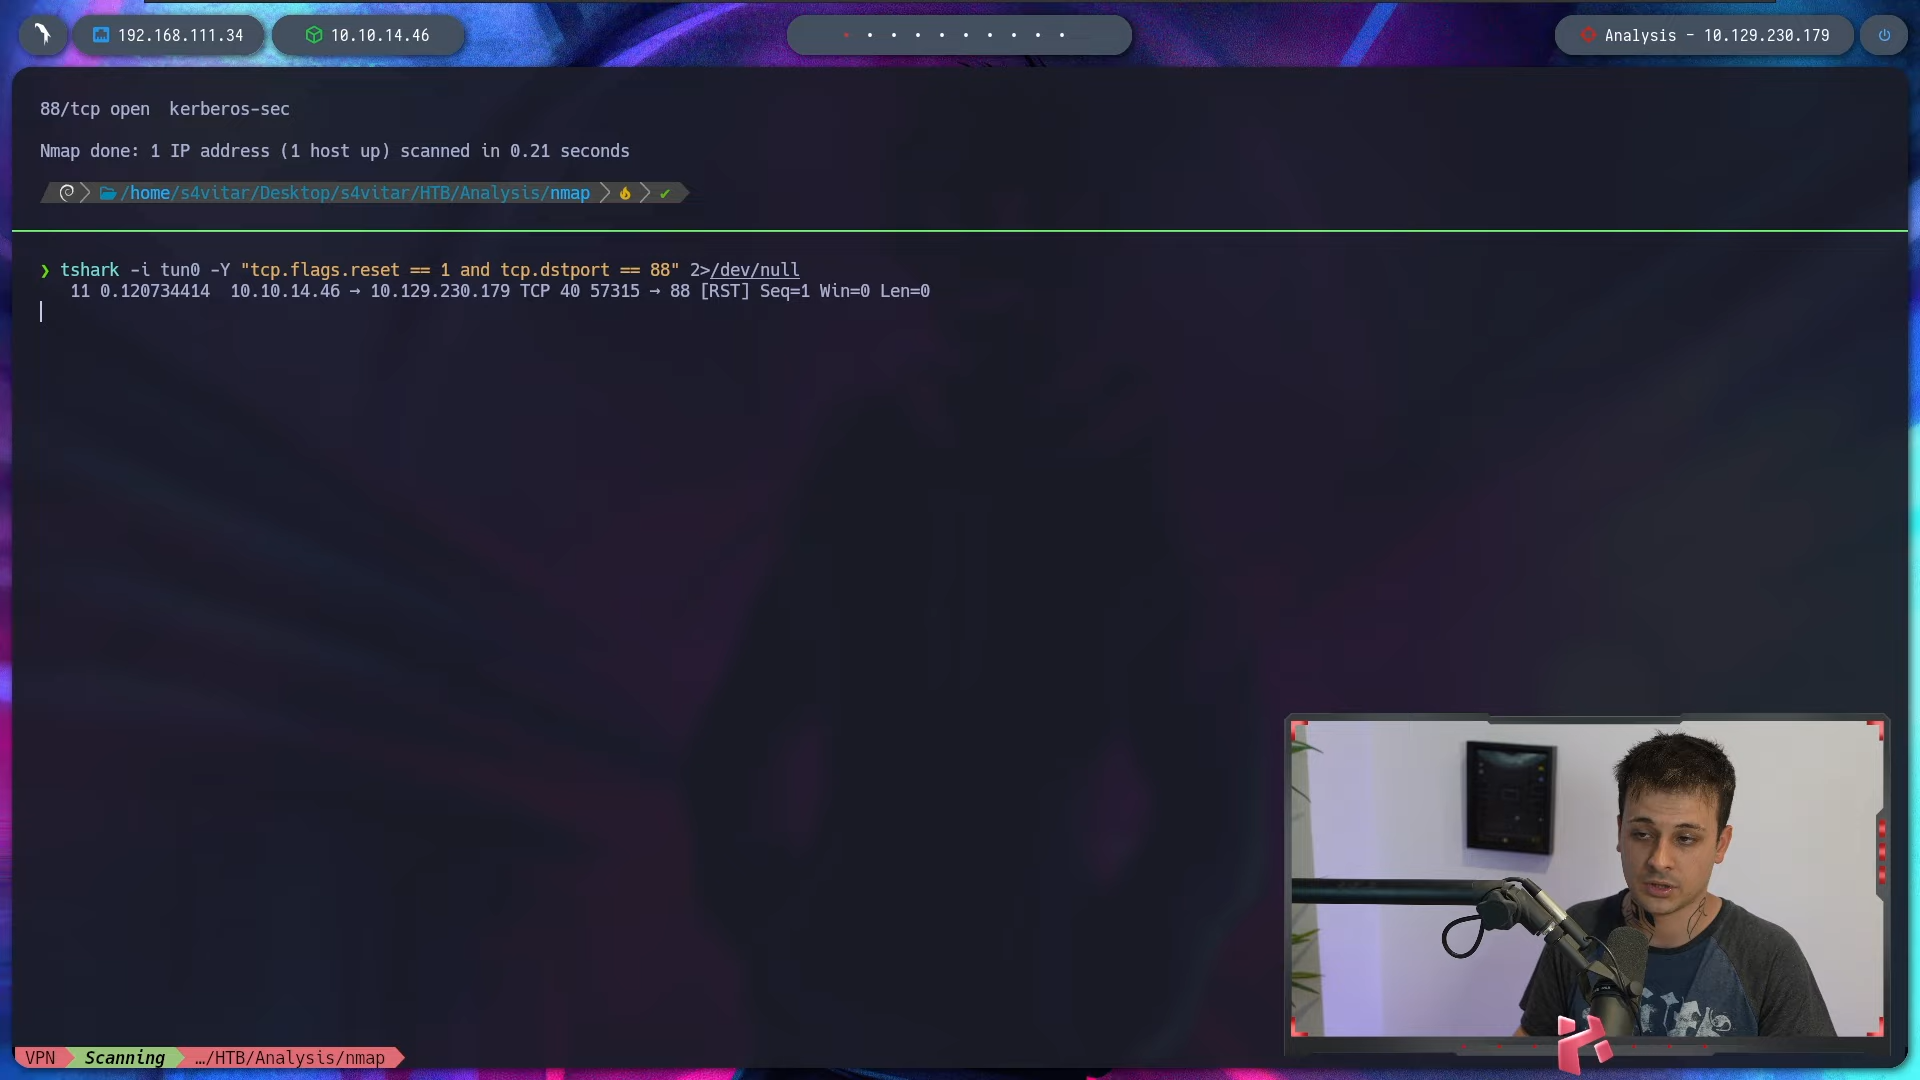 192.168.111.34
10.10.14.46
Analysis - 10.129.230.179
88/tcp open  kerberos-sec
Nmap done: 1 IP address (1 host up) scanned in 0.21 seconds
/home/s4vitar/Desktop/s4vitar/HTB/Analysis/nmap
❯ tshark -i tun0 -Y "tcp.flags.reset == 1 and tcp.dstport == 88" 2>/dev/null
11 0.120734414  10.10.14.46 → 10.129.230.179 TCP 40 57315 → 88 [RST] Seq=1 Win=0 Len=0
VPN Scanning …/HTB/Analysis/nmap